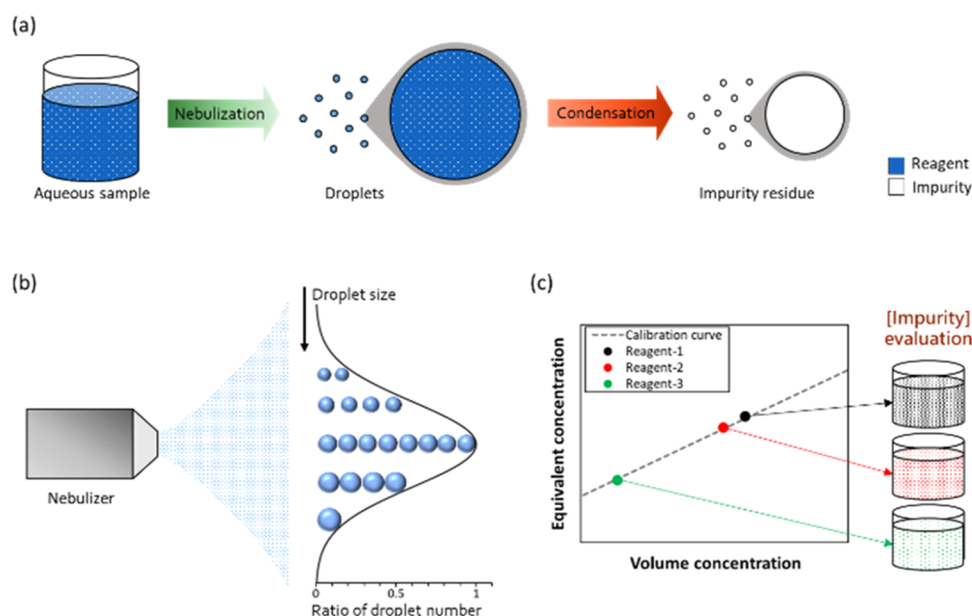 (a)
Nebulization
Condensation
Aqueous sample
Droplets
Impurity residue
Reagent
Impurity
(b)
Droplet size
Nebulizer
0
0.5
1
Ratio of droplet number
(c)
[Impurity]
evaluation
Calibration curve
Reagent-1
Reagent-2
Reagent-3
Equivalent concentration
Volume concentration